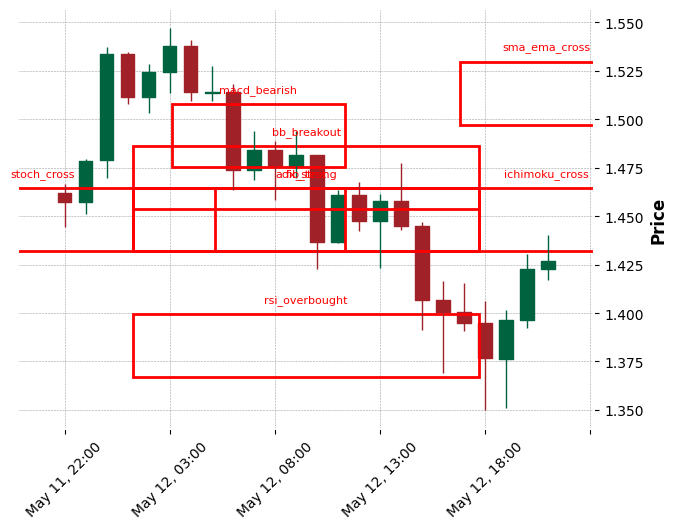 1.550
sma_ema_cross
1.525
macd_bearish
1.500
bb_breakout
1.475
stoch_cross
ichimoku_cross
1.450
1.425
rsi_overbought
1.400
1.375
1.350
Price
May 11, 22:00
May 12, 03:00
May 12, 08:00
May 12, 13:00
May 12, 18:00